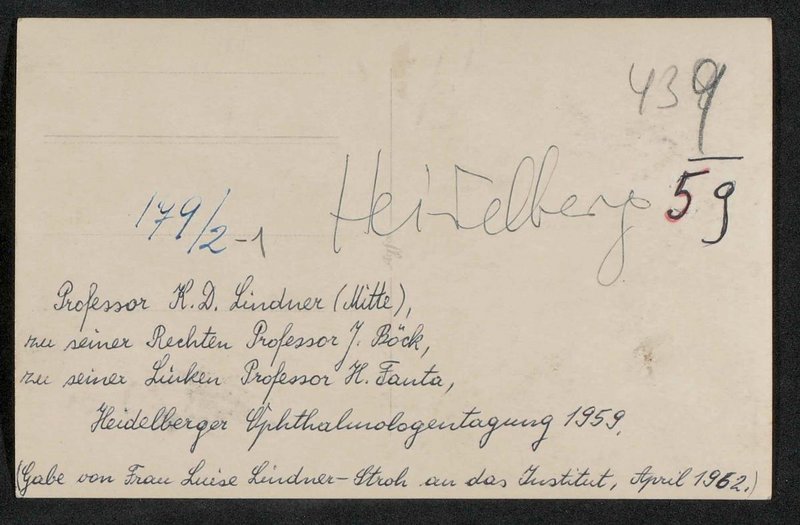 439
Heidelberg 59
179/2-1
Professor K. D. Lindner (Mitte),
zu seiner Rechten Professor J. Böck,
zu seiner Linken Professor H. Fanta,
Heidelberger Ophthalmologentagung 1959.
(Gabe von Frau Luise Lindner-Stroh an das Institut, April 1962.)